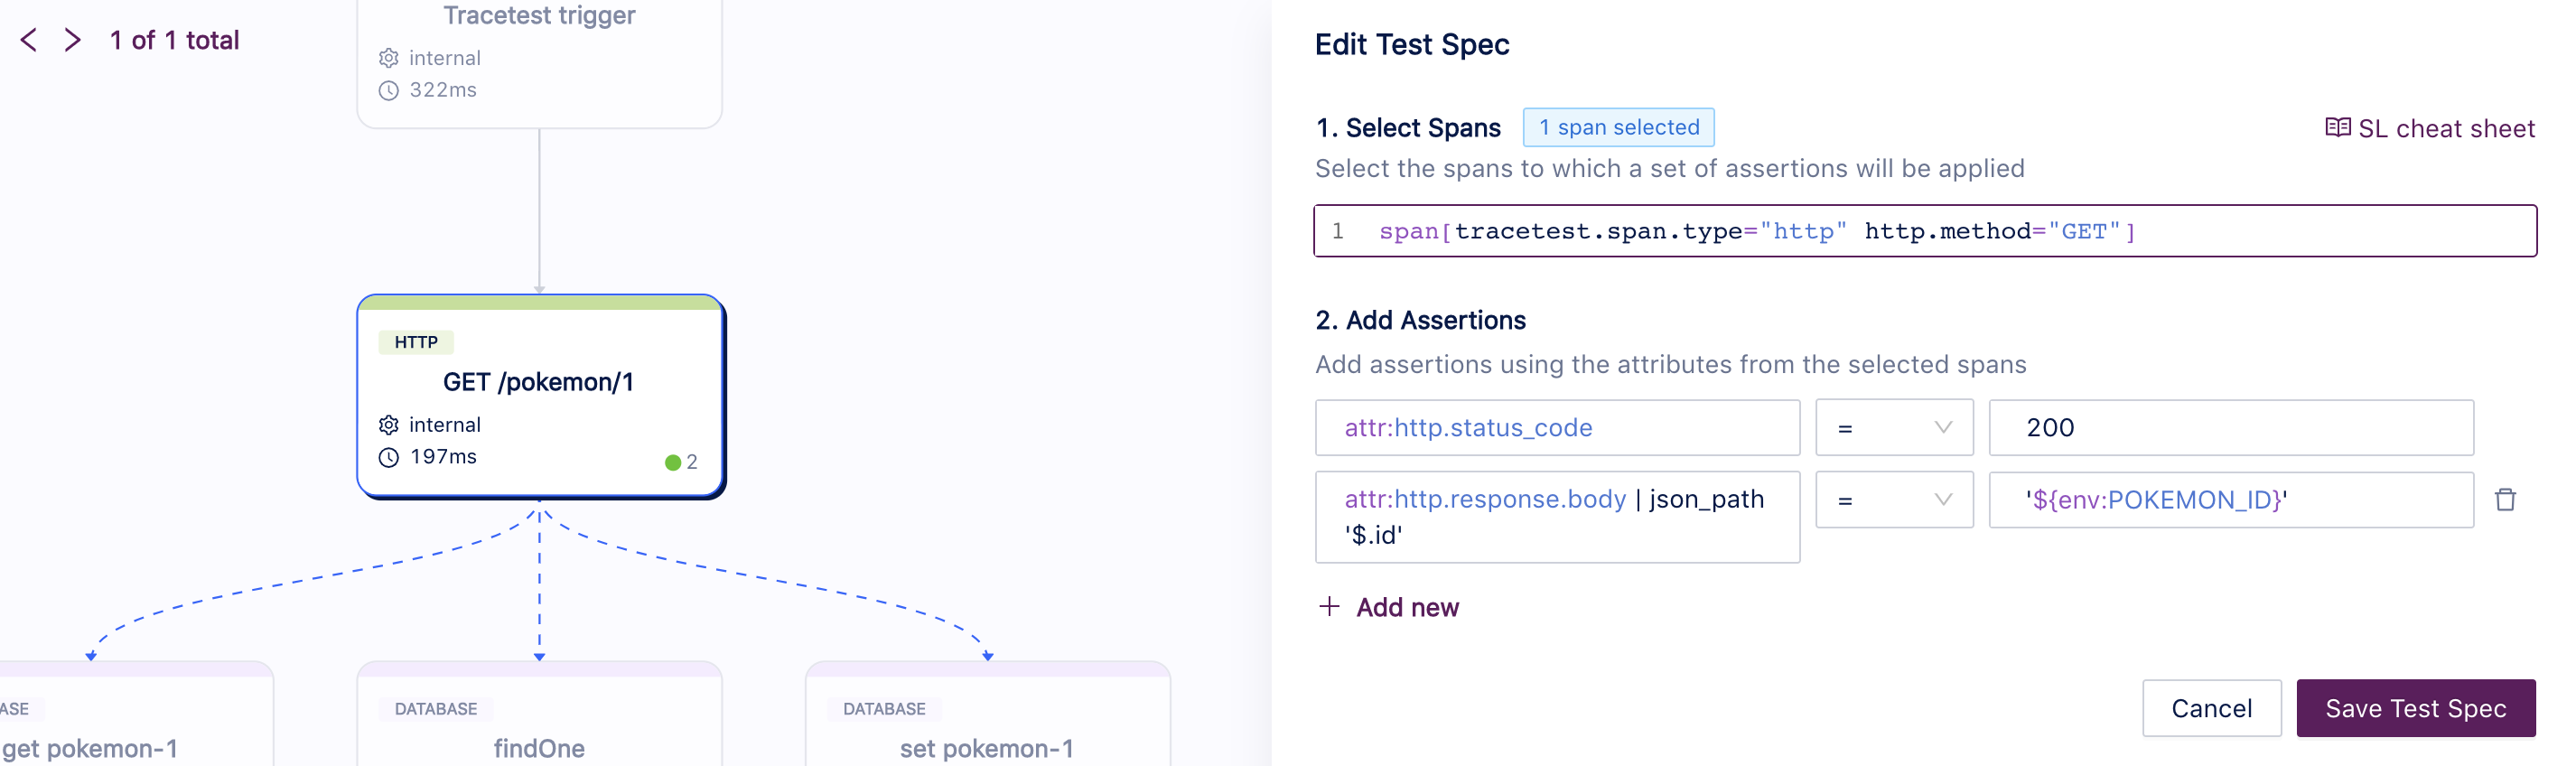 1 of 1 total
Tracetest trigger
internal
322ms
HTTP
GET /pokemon/1
internal
197ms
2
ASE
get pokemon-1
DATABASE
findOne
DATABASE
set pokemon-1
Edit Test Spec
1. Select Spans
1 span selected
SL cheat sheet
Select the spans to which a set of assertions will be applied
1 span[tracetest.span.type="http" http.method="GET"]
2. Add Assertions
Add assertions using the attributes from the selected spans
attr:http.status_code
=
200
attr:http.response.body | json_path
'$.id'
=
'${env:POKEMON_ID}'
+ Add new
Cancel
Save Test Spec